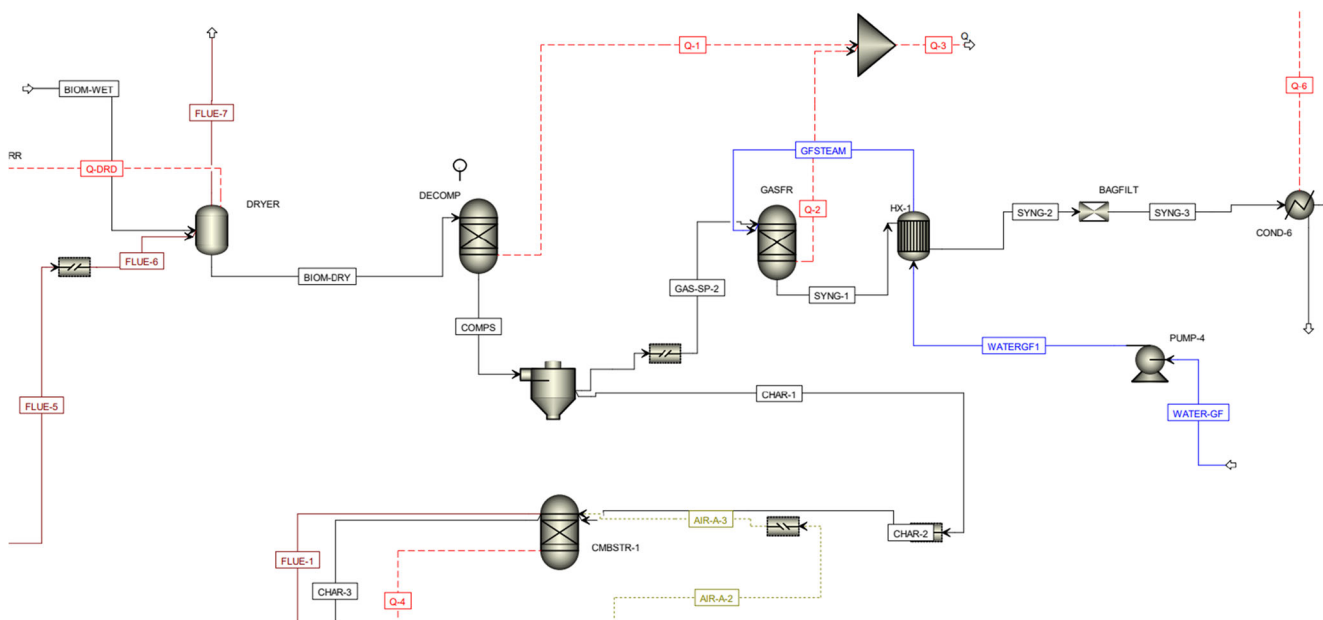 Q-1
Q-3
Q
BIOM-WET
Q-6
FLUE-7
GFSTEAM
RR
Q-DRD
DECOMP
GASFR
BAGFILT
DRYER
Q-2
HX-1
SYNG-2
SYNG-3
COND-6
FLUE-6
BIOM-DRY
GAS-SP-2
SYNG-1
COMPS
WATERGF1
PUMP-4
CHAR-1
FLUE-5
WATER-GF
AIR-A-3
CHAR-2
CMBSTR-1
FLUE-1
CHAR-3
Q-4
AIR-A-2